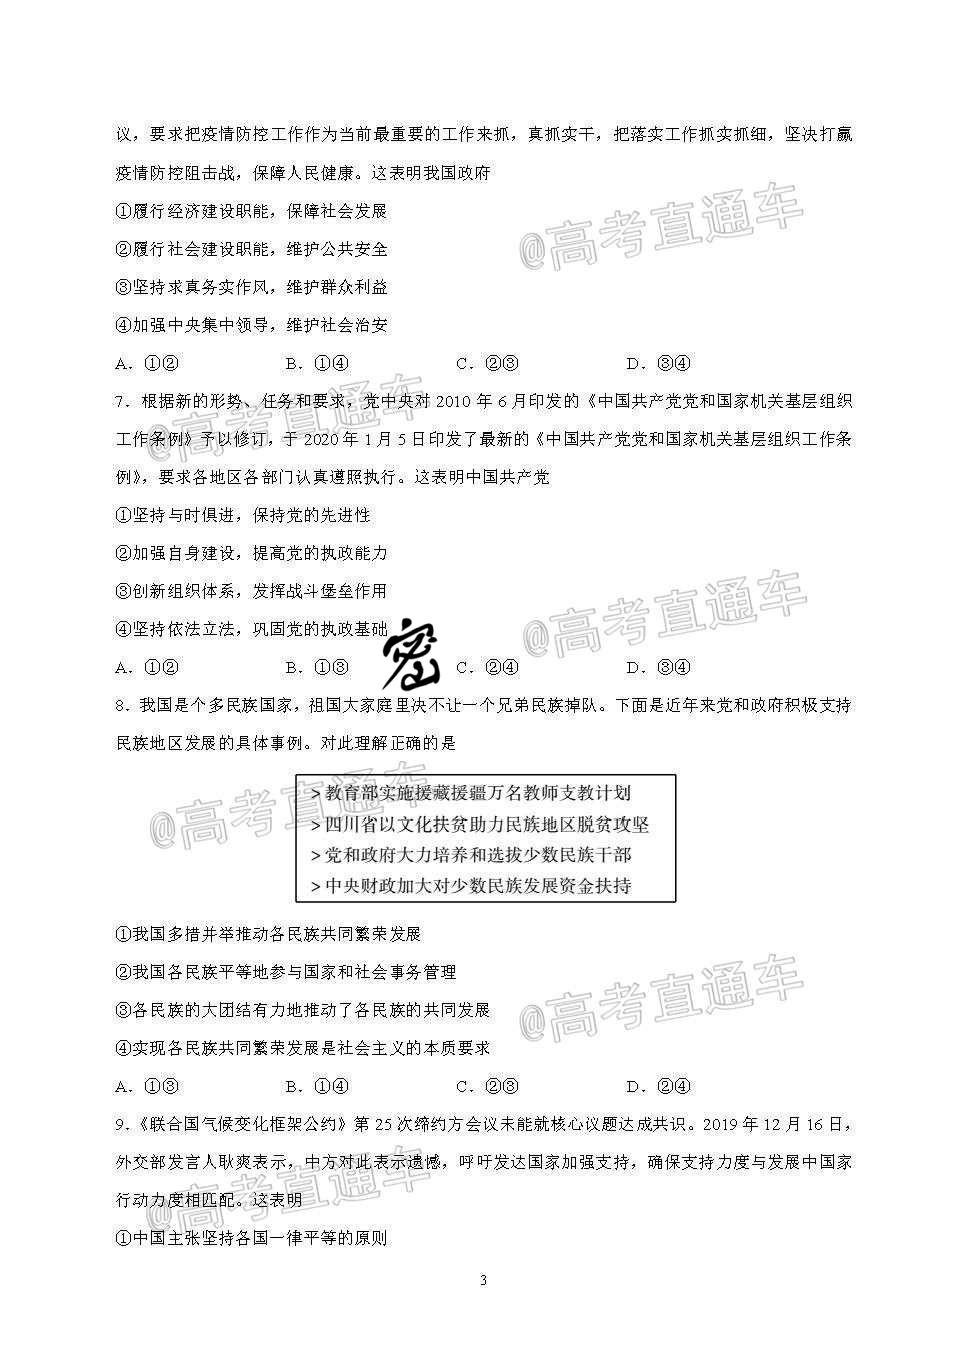 议，要求把疫情防控工作作为当前最重要的工作来抓，真抓实干，把落实工作抓实抓细，坚决打赢
疫情防控阻击战，保障人民健康。这表明我国政府
①履行经济建设职能，保障社会发展
②履行社会建设职能，维护公共安全
③坚持求真务实作风，维护群众利益
④加强中央集中领导，维护社会治安
A．①② B．①④ C．②③ D．③④
7．根据新的形势、任务和要求，党中央对 2010 年 6 月印发的《中国共产党党和国家机关基层组织
工作条例》予以修订，于 2020 年 1 月 5 日印发了最新的《中国共产党党和国家机关基层组织工作条
例》，要求各地区各部门认真遵照执行。这表明中国共产党
①坚持与时俱进，保持党的先进性
②加强自身建设，提高党的执政能力
③创新组织体系，发挥战斗堡垒作用
④坚持依法立法，巩固党的执政基础
密
A．①② B．①③ C．②④ D．③④
8．我国是个多民族国家，祖国大家庭里决不让一个兄弟民族掉队。下面是近年来党和政府积极支持
民族地区发展的具体事例。对此理解正确的是
>教育部实施援藏援疆万名教师支教计划
>四川省以文化扶贫助力民族地区脱贫攻坚
>党和政府大力培养和选拔少数民族干部
>中央财政加大对少数民族发展资金扶持
①我国多措并举推动各民族共同繁荣发展
②我国各民族平等地参与国家和社会事务管理
③各民族的大团结有力地推动了各民族的共同发展
④实现各民族共同繁荣发展是社会主义的本质要求
A．①③ B．①④ C．②③ D．②④
9．《联合国气候变化框架公约》第 25 次缔约方会议未能就核心议题达成共识。2019 年 12 月 16 日，
外交部发言人耿爽表示，中方对此表示遗憾，呼吁发达国家加强支持，确保支持力度与发展中国家
行动力度相匹配。这表明
①中国主张坚持各国一律平等的原则
3
@高考直通车
@高考直通车
@高考直通车
@高考直通车
@高考直通车
@高考直通车